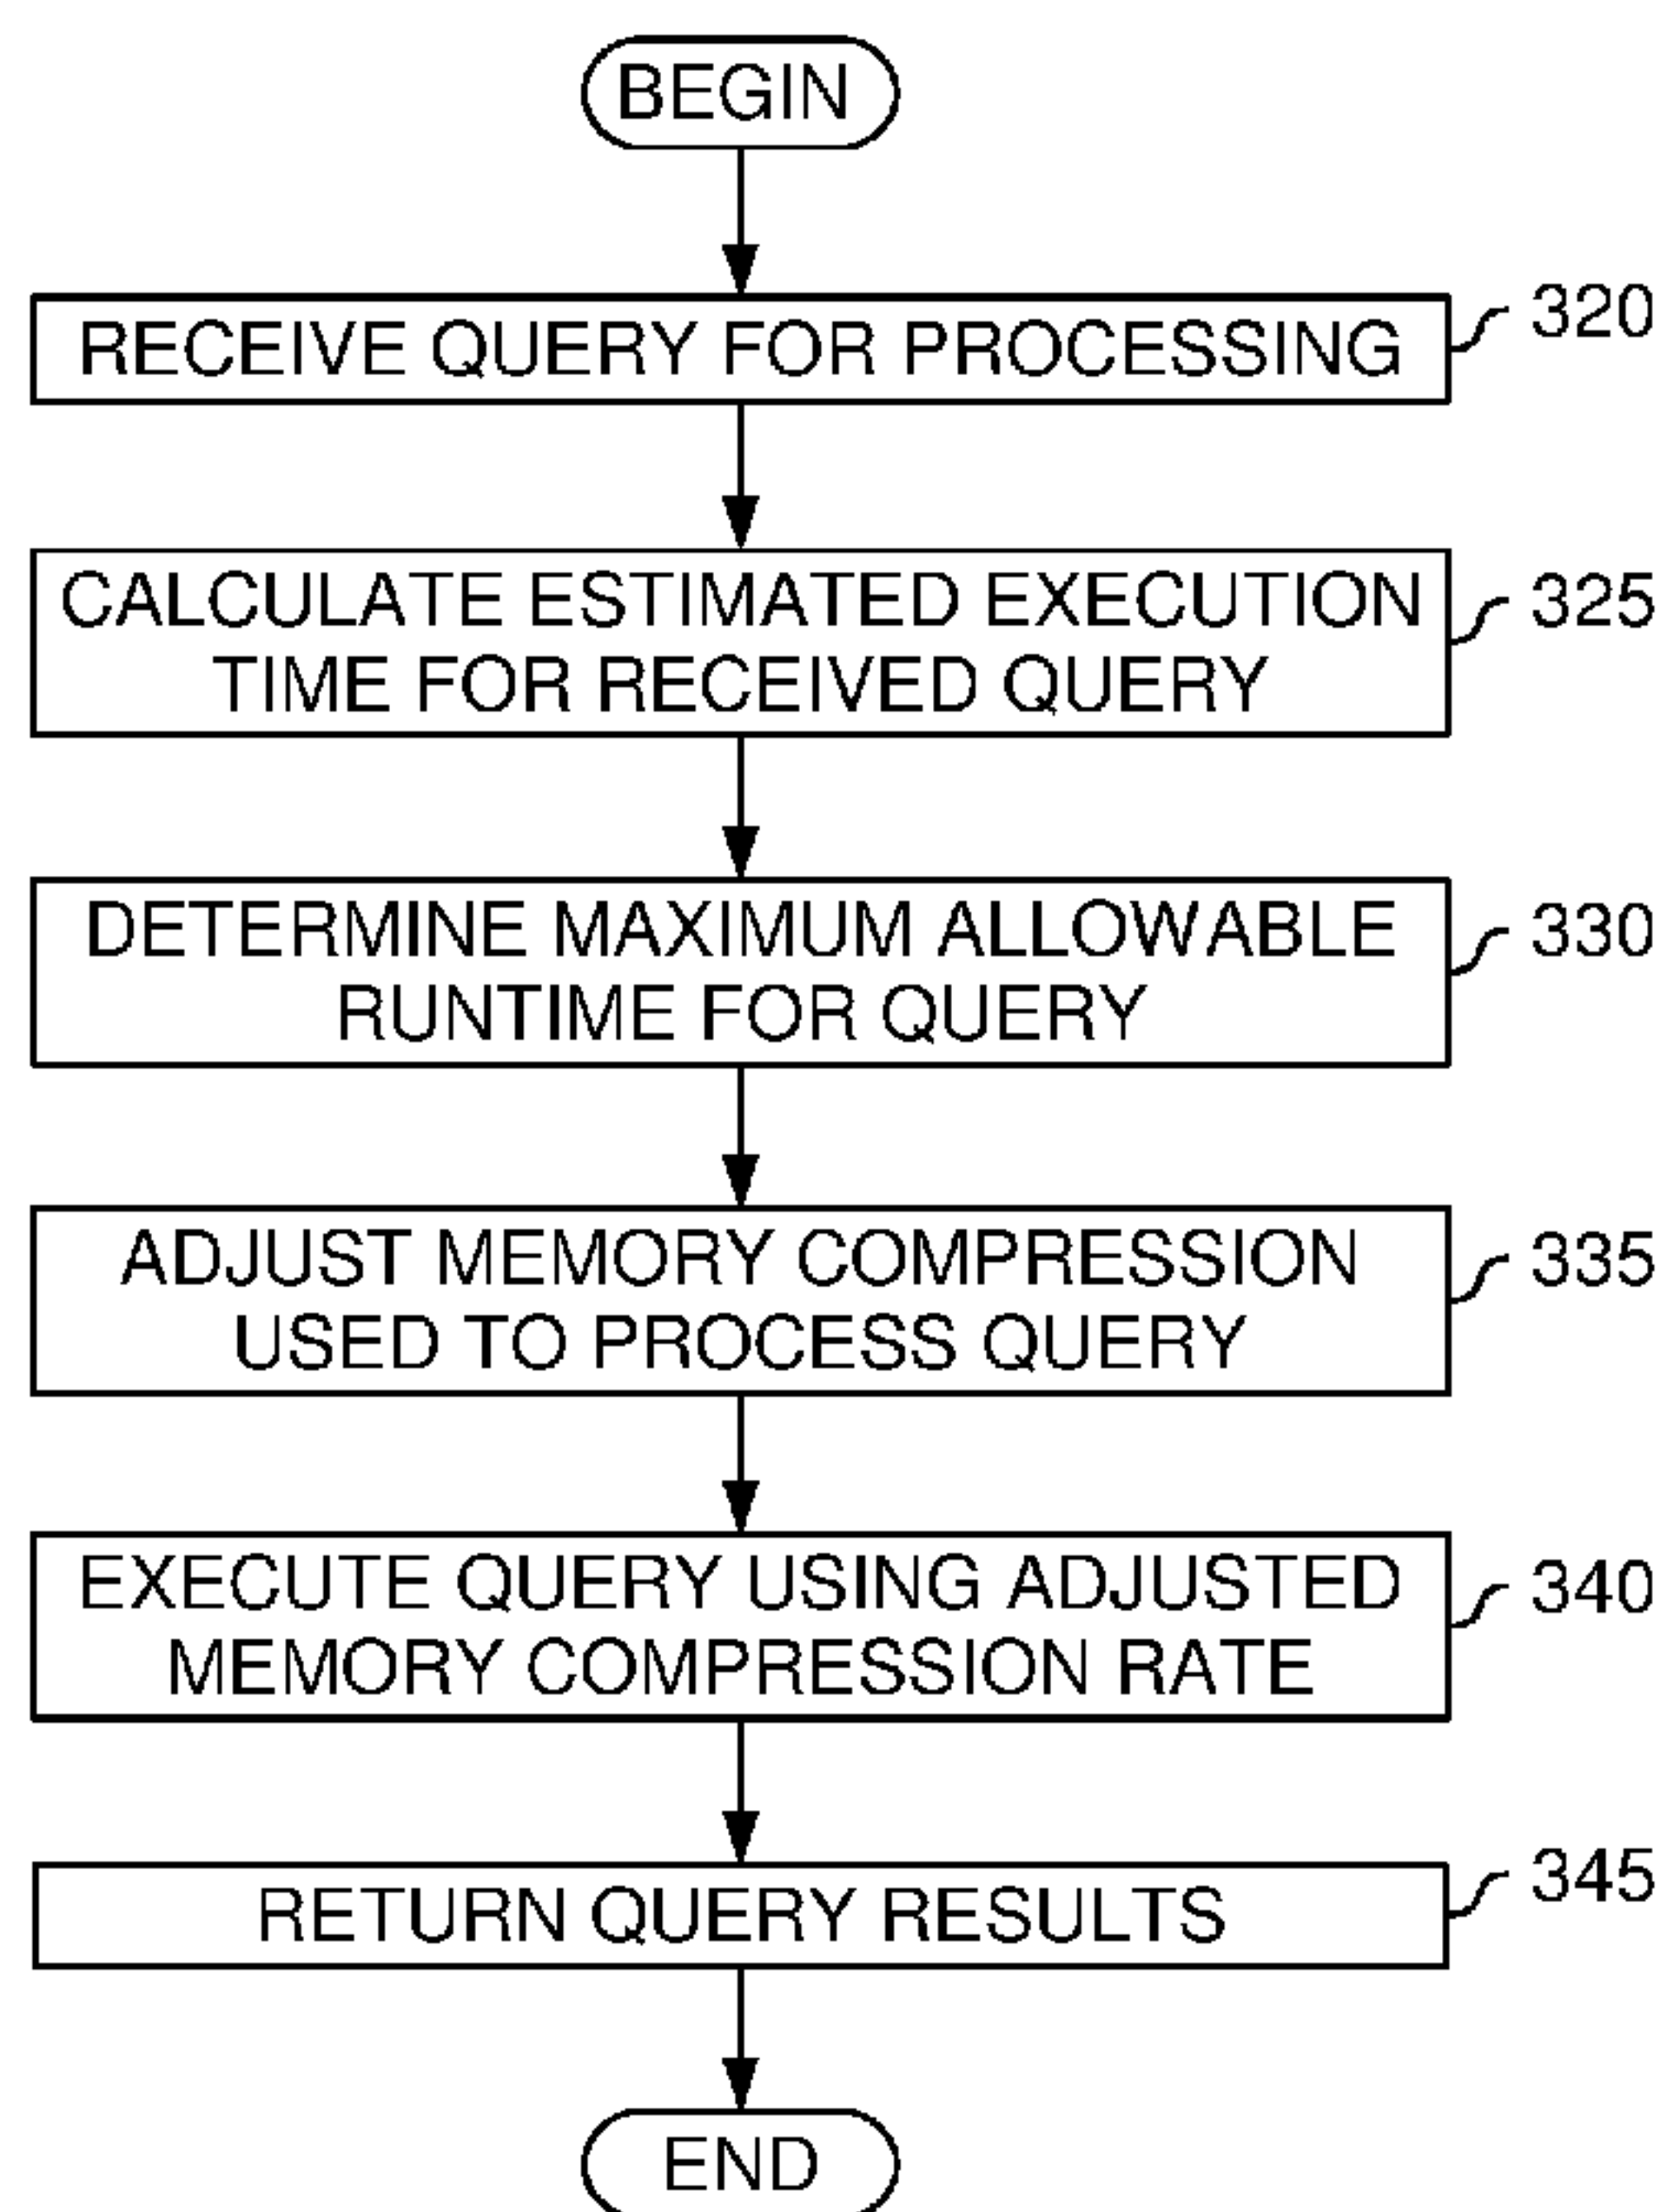 BEGIN
RECEIVE QUERY FOR PROCESSING
320
CALCULATE ESTIMATED EXECUTION
TIME FOR RECEIVED QUERY
325
DETERMINE MAXIMUM ALLOWABLE
RUNTIME FOR QUERY
330
ADJUST MEMORY COMPRESSION
USED TO PROCESS QUERY
335
EXECUTE QUERY USING ADJUSTED
MEMORY COMPRESSION RATE
340
RETURN QUERY RESULTS
345
END